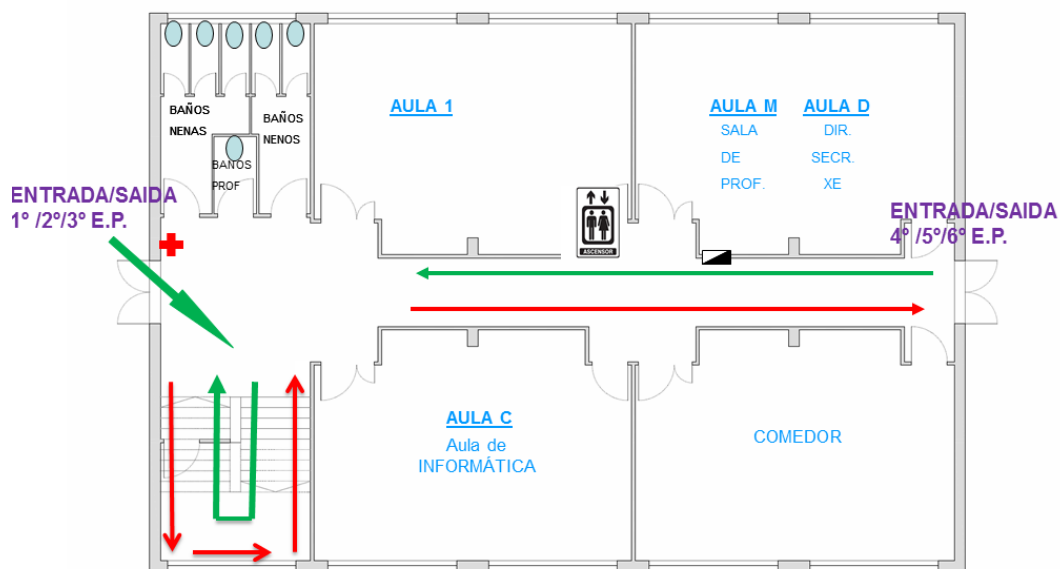 BAÑOS
NENAS
BAÑOS
NENOS
BAÑOS
PROF
AULA 1
AULA M
SALA
DE
PROF.
AULA D
DIR.
SECR.
XE
ENTRADA/SAIDA
1º /2º/3º E.P.
ASCENSOR
ENTRADA/SAIDA
4º /5º/6º E.P.
AULA C
Aula de
INFORMÁTICA
COMEDOR